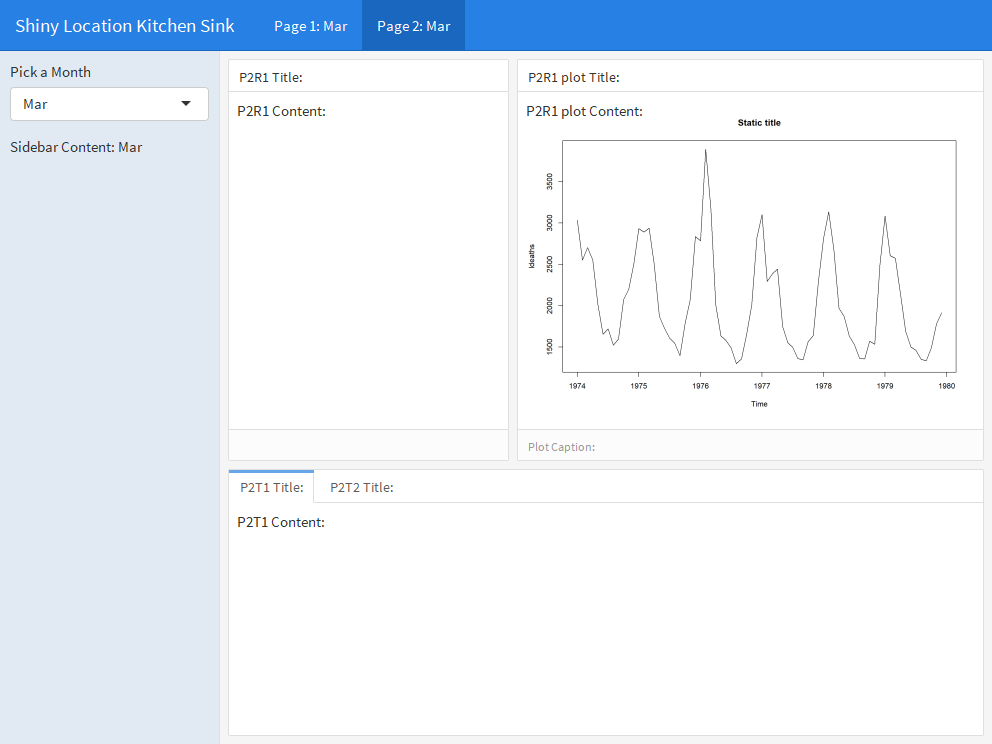 Shiny Location Kitchen Sink
Page 1: Mar
Page 2: Mar
Pick a Month
Mar
Sidebar Content: Mar
P2R1 Title:
P2R1 Content:
P2R1 plot Title:
P2R1 plot Content:
Static title
3500
3000
2500
2000
1500
ldeaths
1974 1975 1976 1977 1978 1979 1980
Time
Plot Caption:
P2T1 Title:
P2T2 Title:
P2T1 Content: